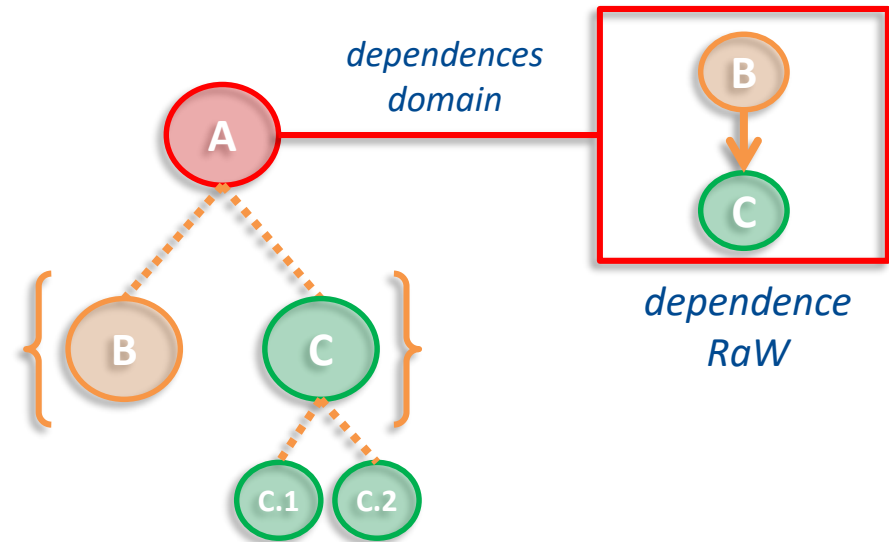 dependences
domain
B
A
C
dependence
RaW
B
C
C.1
C.2